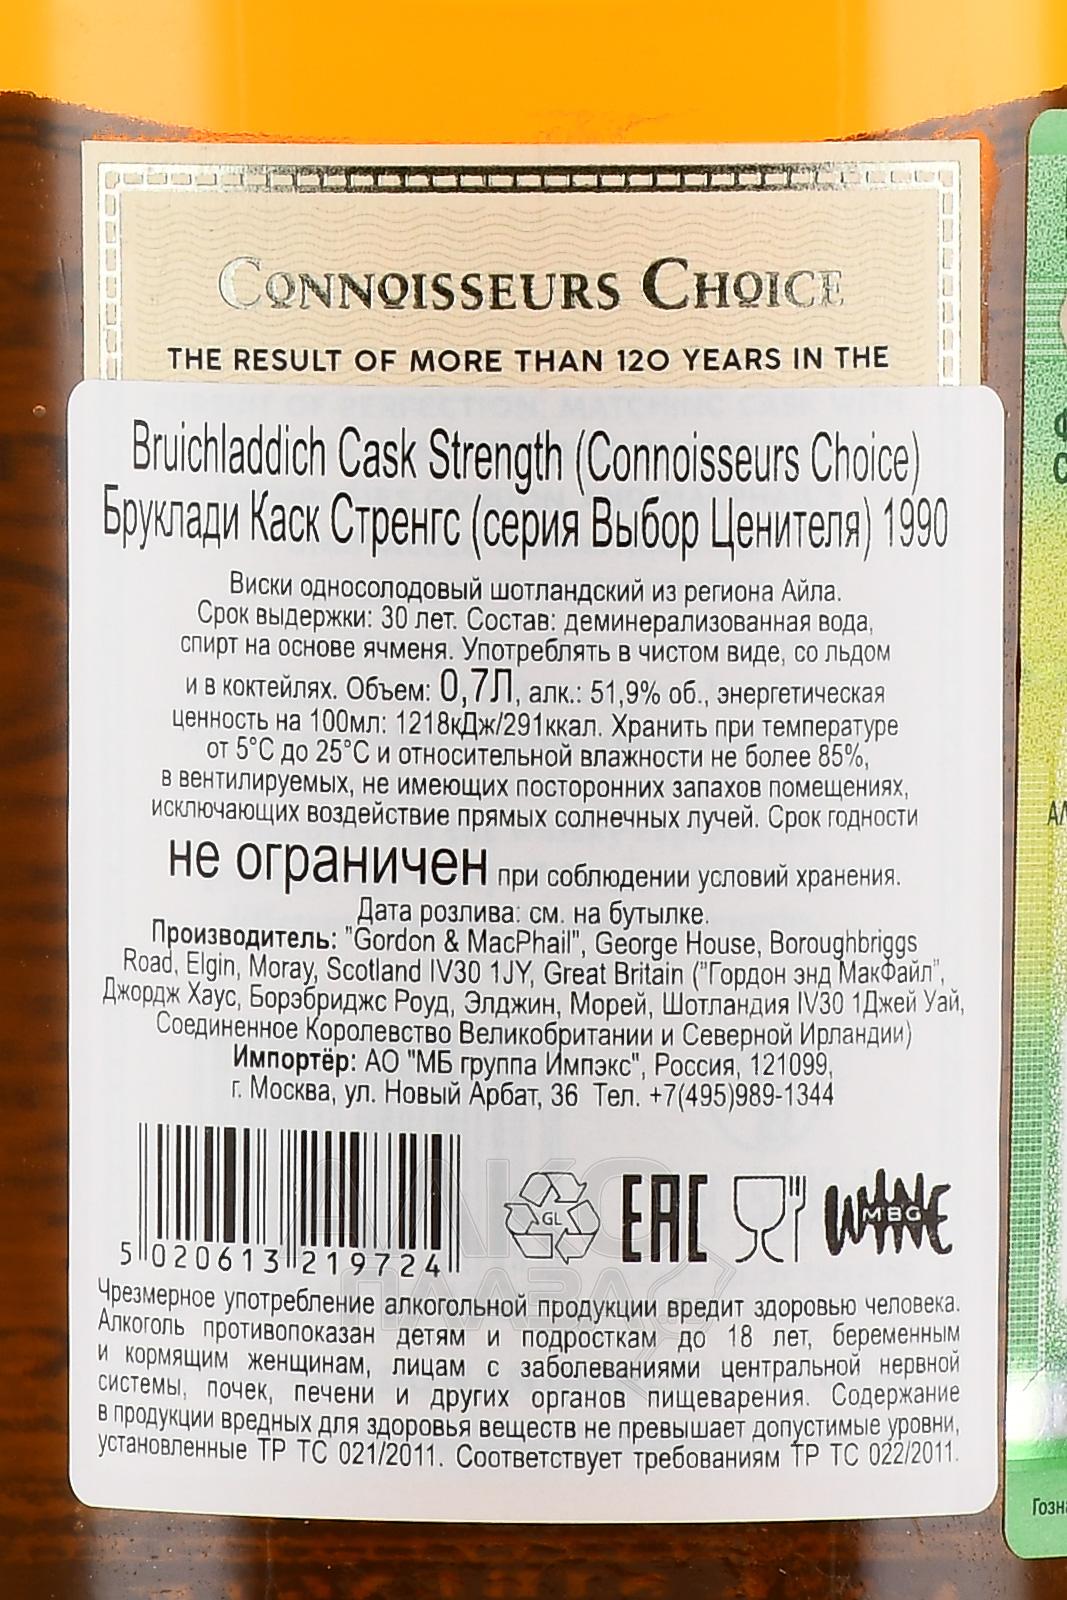 CONNOISSEURS CHOICE
THE RESULT OF MORE THAN 120 YEARS IN THE
Bruichladdich Cask Strength (Connoisseurs Choice)
Бруклади Каск Стренгс (серия Выбор Ценителя) 1990
Виски односолодовый шотландский из региона Айла.
Срок выдержки: 30 лет. Состав: деминерализованная вода,
спирт на основе ячменя. Употреблять в чистом виде, со льдом
и в коктейлях. Объем: 0,7Л, алк.: 51,9% об., энергетическая
ценность на 100мл: 1218кДж/291ккал. Хранить при температуре
от 5°С до 25°С и относительной влажности не более 85%,
в вентилируемых, не имеющих посторонних запахов помещениях,
исключающих воздействие прямых солнечных лучей. Срок годности
не ограничен при соблюдении условий хранения.
Дата розлива: см. на бутылке.
Производитель: "Gordon & MacPhail", George House, Boroughbriggs
Road, Elgin, Moray, Scotland IV30 1JY, Great Britain ("Гордон энд МакФайл",
Джордж Хаус, Борэбриджс Роуд, Элджин, Морей, Шотландия IV30 1Джей Уай,
Соединенное Королевство Великобритании и Северной Ирландии)
Импортёр: АО "МБ группа Импэкс", Россия, 121099,
г. Москва, ул. Новый Арбат, 36 Тел. +7(495)989-1344
GL
EAC
WINE
MBG
5 020613 219724
АЛКО
ПЛАЗА
Чрезмерное употребление алкогольной продукции вредит здоровью человека.
Алкоголь противопоказан детям и подросткам до 18 лет, беременным
и кормящим женщинам, лицам с заболеваниями центральной нервной
системы, почек, печени и других органов пищеварения. Содержание
в продукции вредных для здоровья веществ не превышает допустимые уровни,
установленные ТР ТС 021/2011. Соответствует требованиям ТР ТС 022/2011.